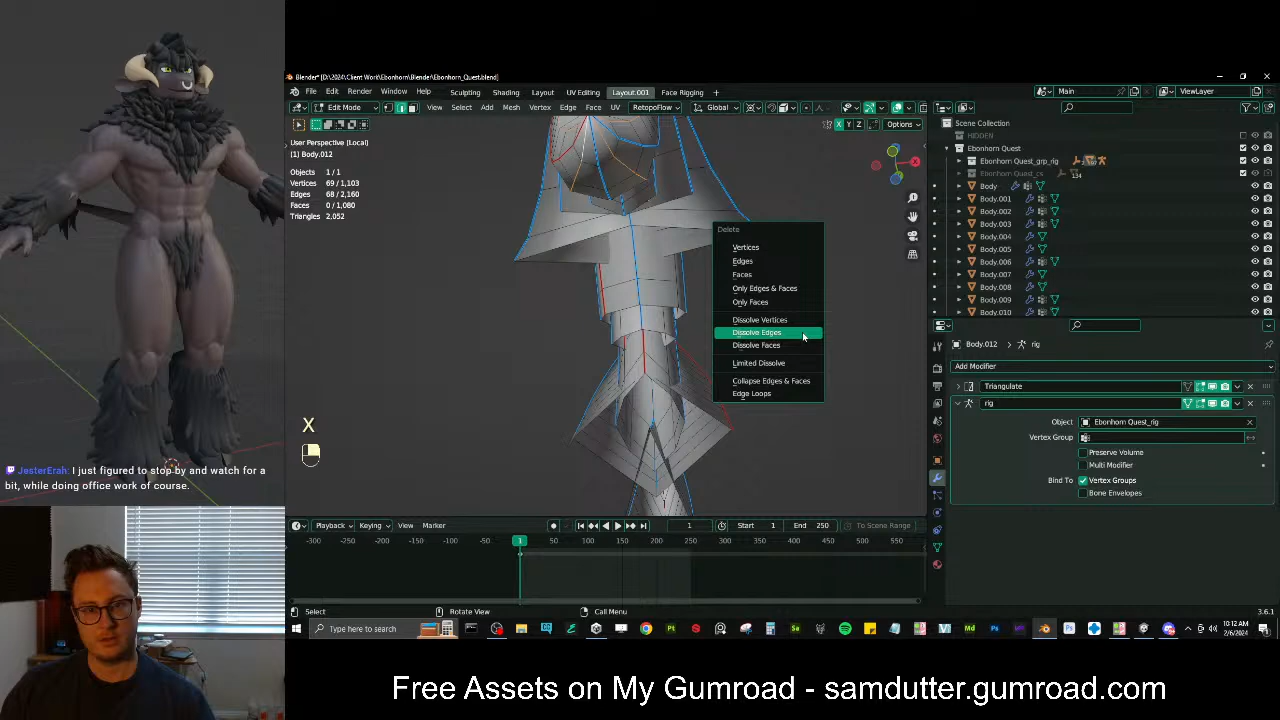 Blender* [D:\2024\Client Work\Ebonhorn\Blender\Ebonhorn_Quest.blend]
File Edit Render Window Help
Sculpting Shading Layout UV Editing Layout.001 Face Rigging +
Main
ViewLayer
Edit Mode View Select Add Mesh Vertex Edge Face UV RetopoFlow Global
X Y Z Options
User Perspective (Local)
(1) Body.012
Objects 1/1
Vertices 69/1,103
Edges 68/2,160
Faces 0/1,080
Triangles 2,052
Delete
Vertices
Edges
Faces
Only Edges & Faces
Only Faces
Dissolve Vertices
Dissolve Edges
Dissolve Faces
Limited Dissolve
Collapse Edges & Faces
Edge Loops
X
Scene Collection
HIDDEN
Ebonhorn Quest
Ebonhorn Quest_grp_rig
Ebonhorn Quest_cs 134
Body
Body.001
Body.002
Body.003
Body.004
Body.005
Body.006
Body.007
Body.008
Body.009
Body.010
Body.012 rig
Add Modifier
Triangulate
rig
Object Ebonhorn Quest_rig
Vertex Group
Preserve Volume
Multi Modifier
Bind To Vertex Groups
Bone Envelopes
JesterErah: I just figured to stop by and watch for a
bit, while doing office work of course.
Playback Keying View Marker 1 Start 1 End 250 To Scene Range
-300 -250 -200 -150 -100 -50 1 50 100 150 200 250 300 350 400 450 500 550 600 650 700 750 800 850 900
Select Rotate View Call Menu 3.6.1
Type here to search
10:12 AM
2/6/2024
Free Assets on My Gumroad - samdutter.gumroad.com